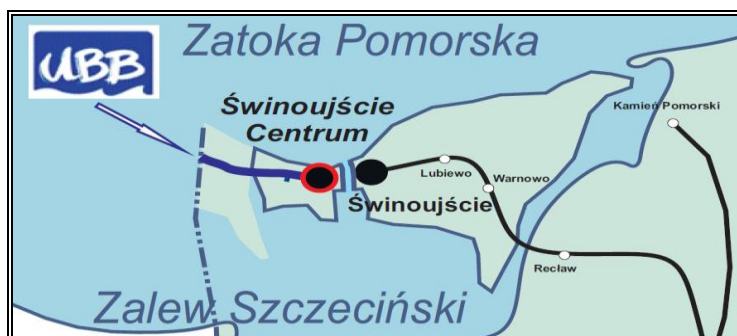 UBB
Zatoka Pomorska
Świnoujście
Centrum
Kamień Pomorski
Lubiewo
Warnowo
Świnoujście
Recław
Zalew Szczeciński